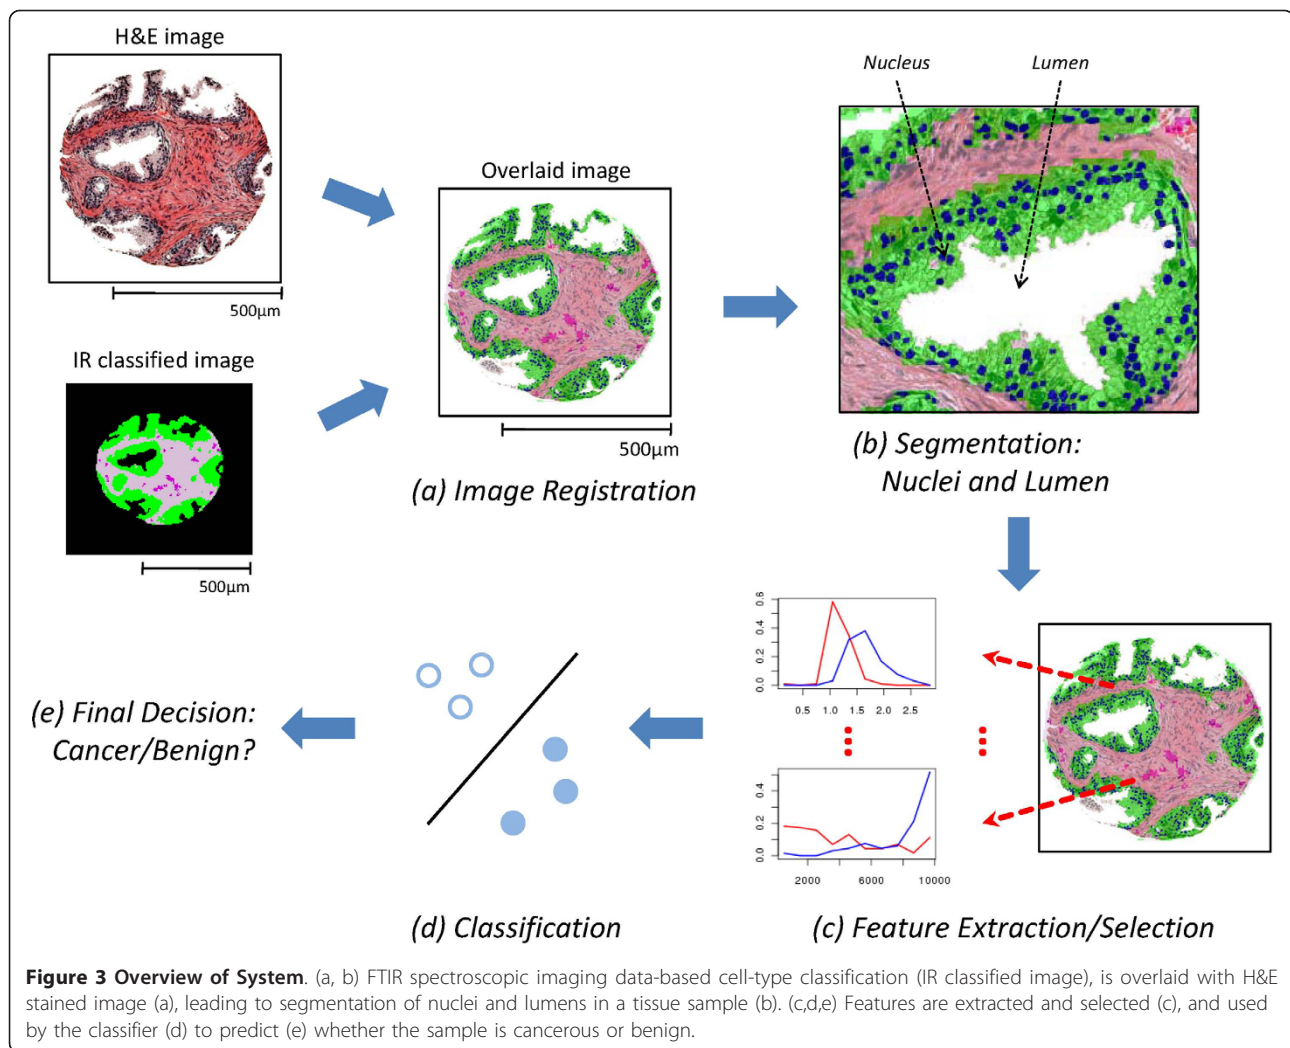 H&E image
500µm
IR classified image
500µm
Overlaid image
500µm
(a) Image Registration
Nucleus
Lumen
(b) Segmentation:
Nuclei and Lumen
0.6
0.4
0.2
0.0
0.5 1.0 1.5 2.0 2.5
0.4
0.2
0.0
2000 6000 10000
(c) Feature Extraction/Selection
(d) Classification
(e) Final Decision:
Cancer/Benign?
Figure 3 Overview of System. (a, b) FTIR spectroscopic imaging data-based cell-type classification (IR classified image), is overlaid with H&E
stained image (a), leading to segmentation of nuclei and lumens in a tissue sample (b). (c,d,e) Features are extracted and selected (c), and used
by the classifier (d) to predict (e) whether the sample is cancerous or benign.